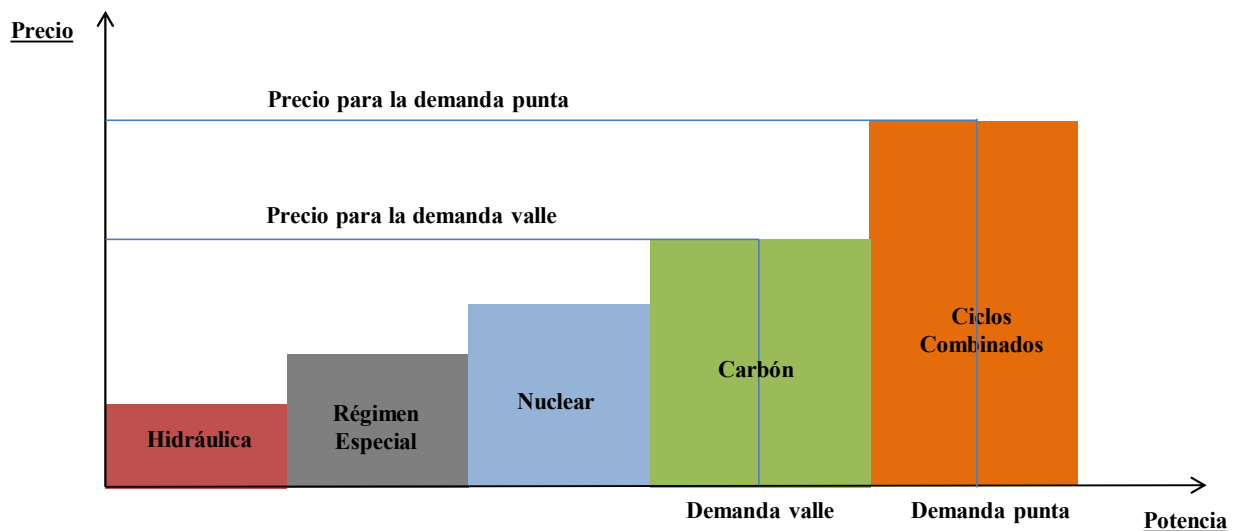 Precio
Precio para la demanda punta
Precio para la demanda valle
Ciclos
Combinados
Carbón
Nuclear
Régimen
Especial
Hidráulica
Demanda valle
Demanda punta
Potencia